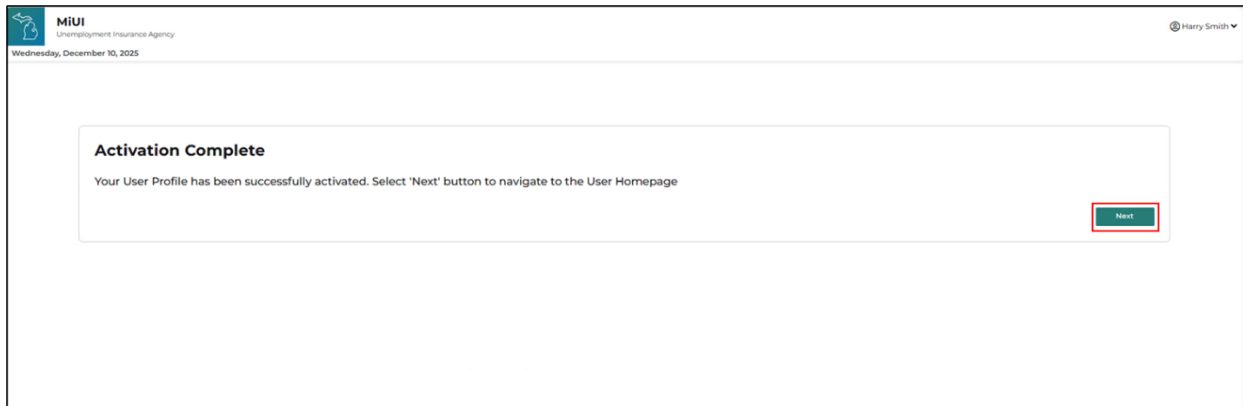 MiUI
Unemployment Insurance Agency
Harry Smith
Wednesday, December 10, 2025
Activation Complete
Your User Profile has been successfully activated. Select 'Next' button to navigate to the User Homepage
Next